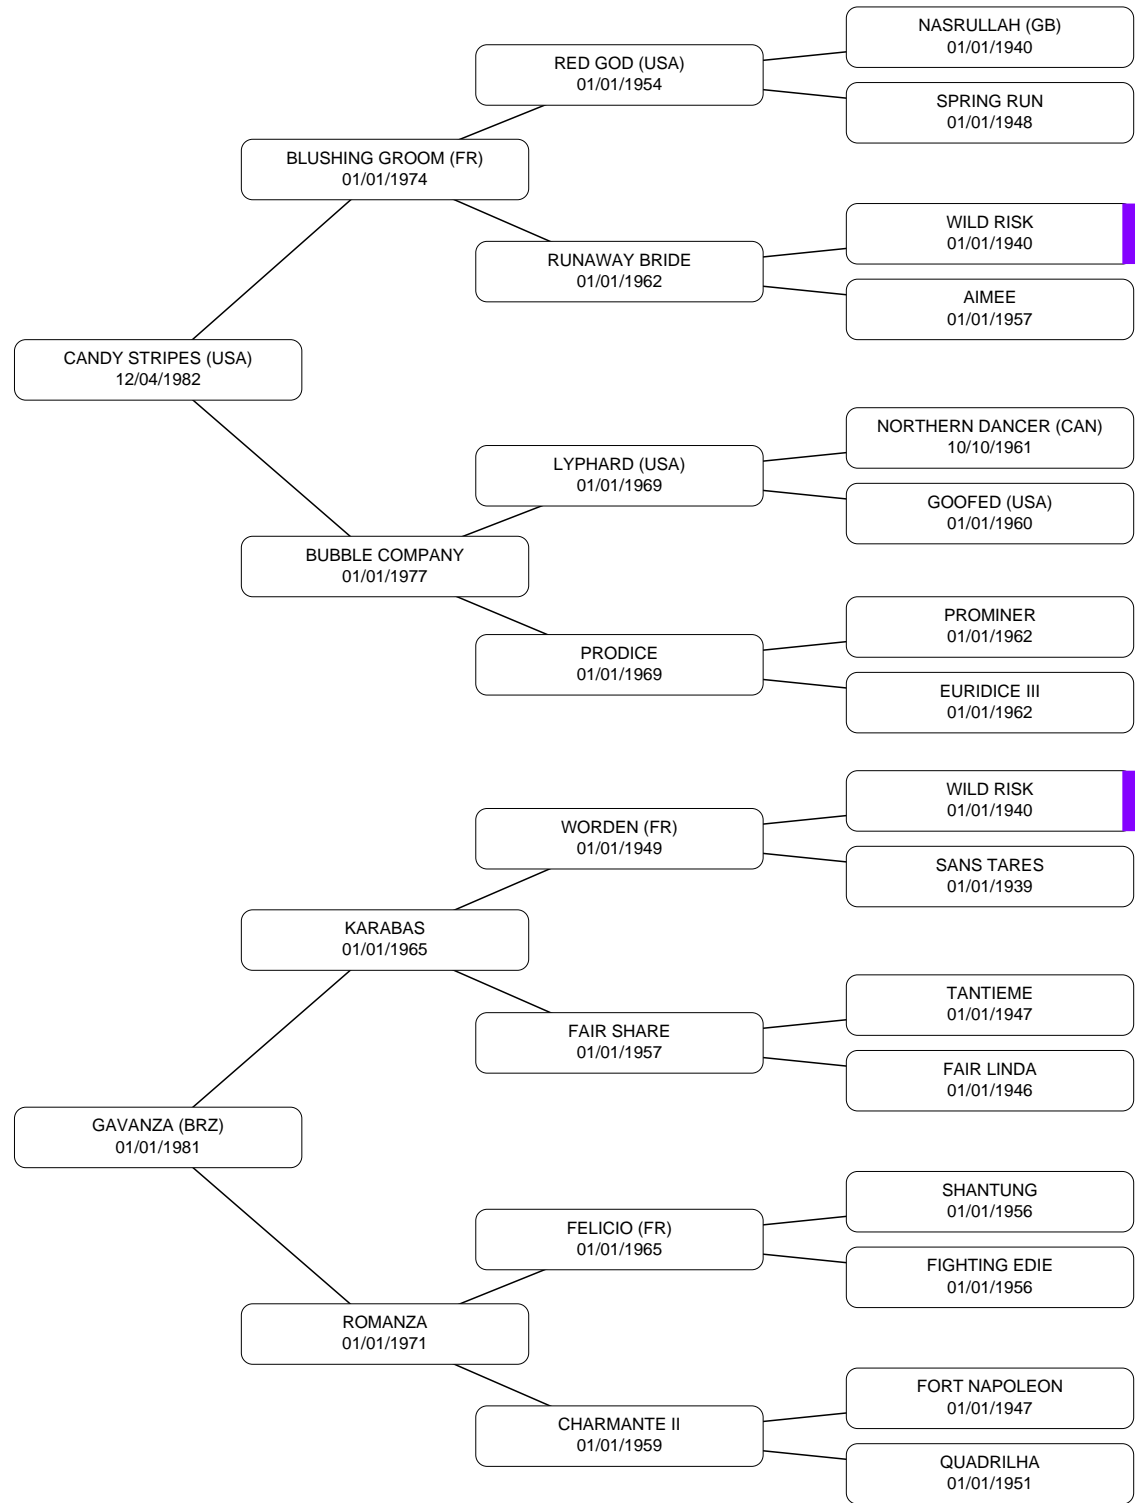 NASRULLAH (GB)
01/01/1940
RED GOD (USA)
01/01/1954
SPRING RUN
01/01/1948
BLUSHING GROOM (FR)
01/01/1974
WILD RISK
01/01/1940
RUNAWAY BRIDE
01/01/1962
AIMEE
01/01/1957
CANDY STRIPES (USA)
12/04/1982
NORTHERN DANCER (CAN)
10/10/1961
LYPHARD (USA)
01/01/1969
GOOFED (USA)
01/01/1960
BUBBLE COMPANY
01/01/1977
PROMINER
01/01/1962
PRODICE
01/01/1969
EURIDICE III
01/01/1962
WILD RISK
01/01/1940
WORDEN (FR)
01/01/1949
SANS TARES
01/01/1939
KARABAS
01/01/1965
TANTIEME
01/01/1947
FAIR SHARE
01/01/1957
FAIR LINDA
01/01/1946
GAVANZA (BRZ)
01/01/1981
SHANTUNG
01/01/1956
FELICIO (FR)
01/01/1965
FIGHTING EDIE
01/01/1956
ROMANZA
01/01/1971
FORT NAPOLEON
01/01/1947
CHARMANTE II
01/01/1959
QUADRILHA
01/01/1951